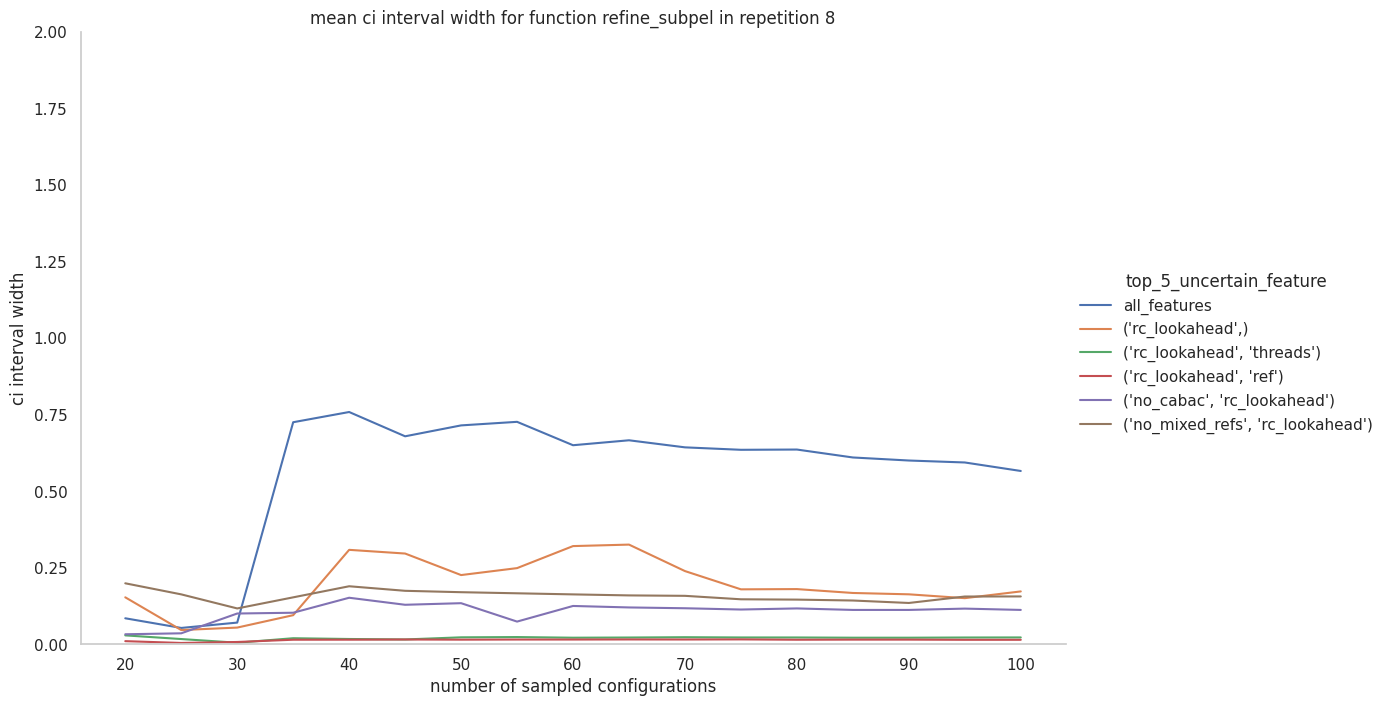 mean ci interval width for function refine_subpel in repetition 8
2.00
1.75
1.50
1.25
1.00
0.75
0.50
0.25
0.00
ci interval width
20
30
40
50
60
70
80
90
100
number of sampled configurations
top_5_uncertain_feature
all_features
('rc_lookahead',)
('rc_lookahead', 'threads')
('rc_lookahead', 'ref')
('no_cabac', 'rc_lookahead')
('no_mixed_refs', 'rc_lookahead')